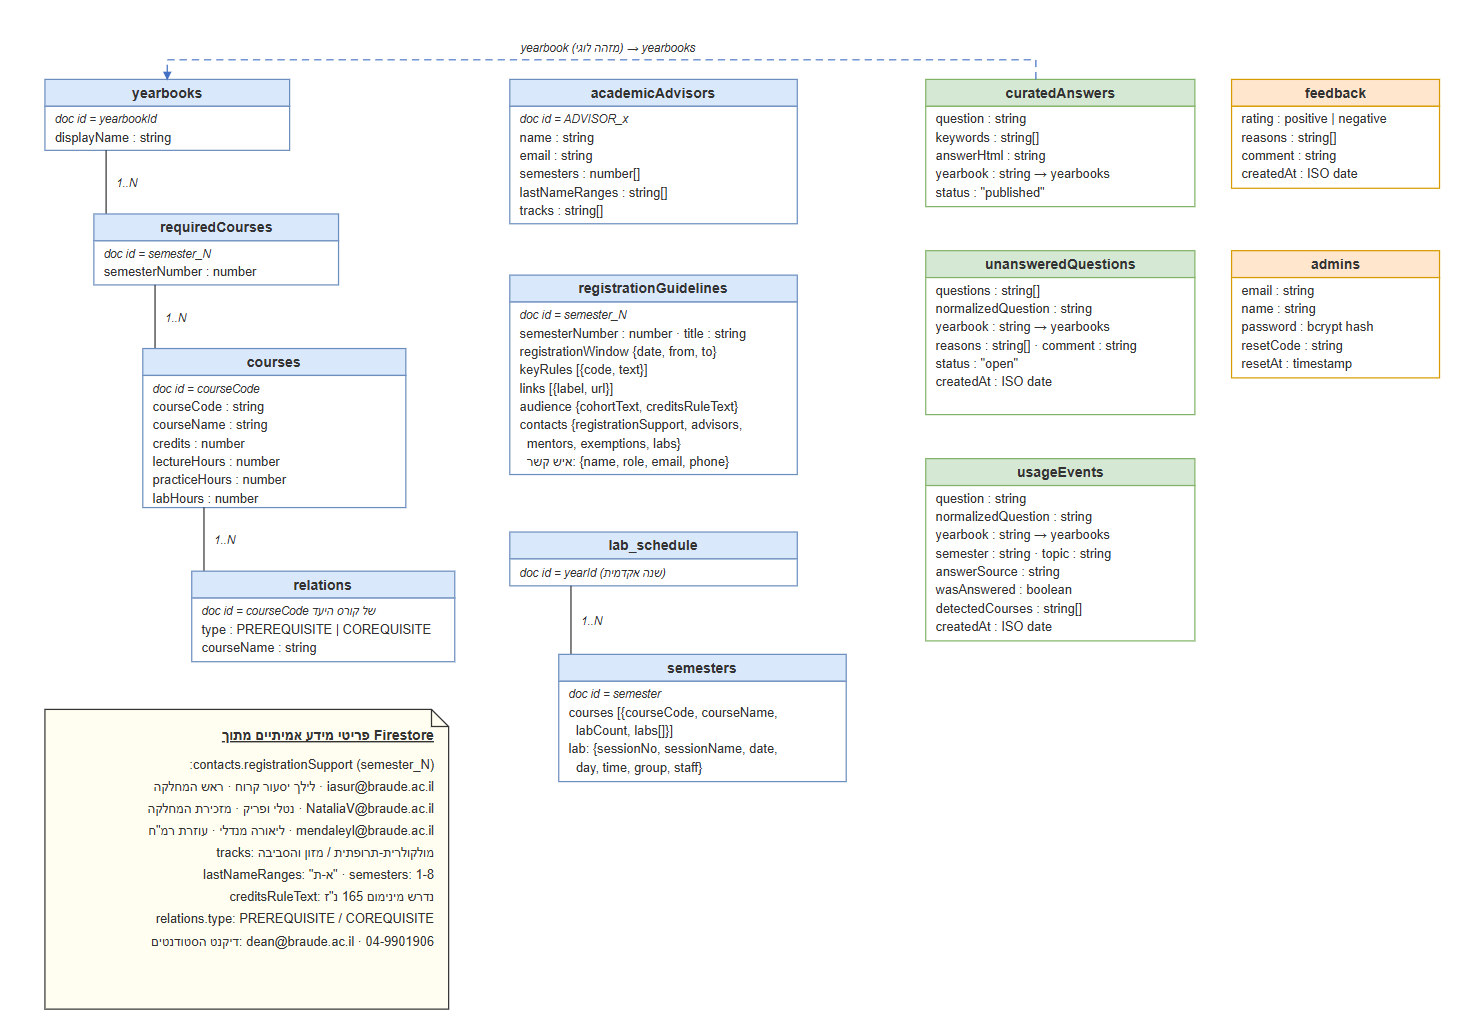 yearbook (מזהה לוגי) → yearbooks
yearbooks
doc id = yearbookId
displayName : string
1..N
requiredCourses
doc id = semester_N
semesterNumber : number
1..N
courses
doc id = courseCode
courseCode : string
courseName : string
credits : number
lectureHours : number
practiceHours : number
labHours : number
1..N
relations
doc id = courseCode של קורס היעד
type : PREREQUISITE | COREQUISITE
courseName : string
academicAdvisors
doc id = ADVISOR_x
name : string
email : string
semesters : number[]
lastNameRanges : string[]
tracks : string[]
registrationGuidelines
doc id = semester_N
semesterNumber : number · title : string
registrationWindow {date, from, to}
keyRules [{code, text}]
links [{label, url}]
audience {cohortText, creditsRuleText}
contacts {registrationSupport, advisors,
mentors, exemptions, labs}
איש קשר: {name, role, email, phone}
lab_schedule
doc id = yearId (שנה אקדמית)
1..N
semesters
doc id = semester
courses [{courseCode, courseName,
labCount, labs[]}]
lab: {sessionNo, sessionName, date,
day, time, group, staff}
curatedAnswers
question : string
keywords : string[]
answerHtml : string
yearbook : string → yearbooks
status : "published"
unansweredQuestions
questions : string[]
normalizedQuestion : string
yearbook : string → yearbooks
reasons : string[] · comment : string
status : "open"
createdAt : ISO date
usageEvents
question : string
normalizedQuestion : string
yearbook : string → yearbooks
semester : string · topic : string
answerSource : string
wasAnswered : boolean
detectedCourses : string[]
createdAt : ISO date
feedback
rating : positive | negative
reasons : string[]
comment : string
createdAt : ISO date
admins
email : string
name : string
password : bcrypt hash
resetCode : string
resetAt : timestamp
פריטי מידע אמיתיים מתוך Firestore
contacts.registrationSupport (semester_N):
לילך יסעור קרוח · ראש המחלקה · iasur@braude.ac.il
נטלי ופריק · מזכירת המחלקה · NataliaV@braude.ac.il
ליאורה מנדלי · עוזרת רמ"ח · mendaleyl@braude.ac.il
tracks: מולקולרית-תרופתית / מזון והסביבה
lastNameRanges: "א-ת" · semesters: 1-8
creditsRuleText: נדרש מינימום 165 נ"ז
relations.type: PREREQUISITE / COREQUISITE
דיקנט הסטודנטים: dean@braude.ac.il · 04-9901906